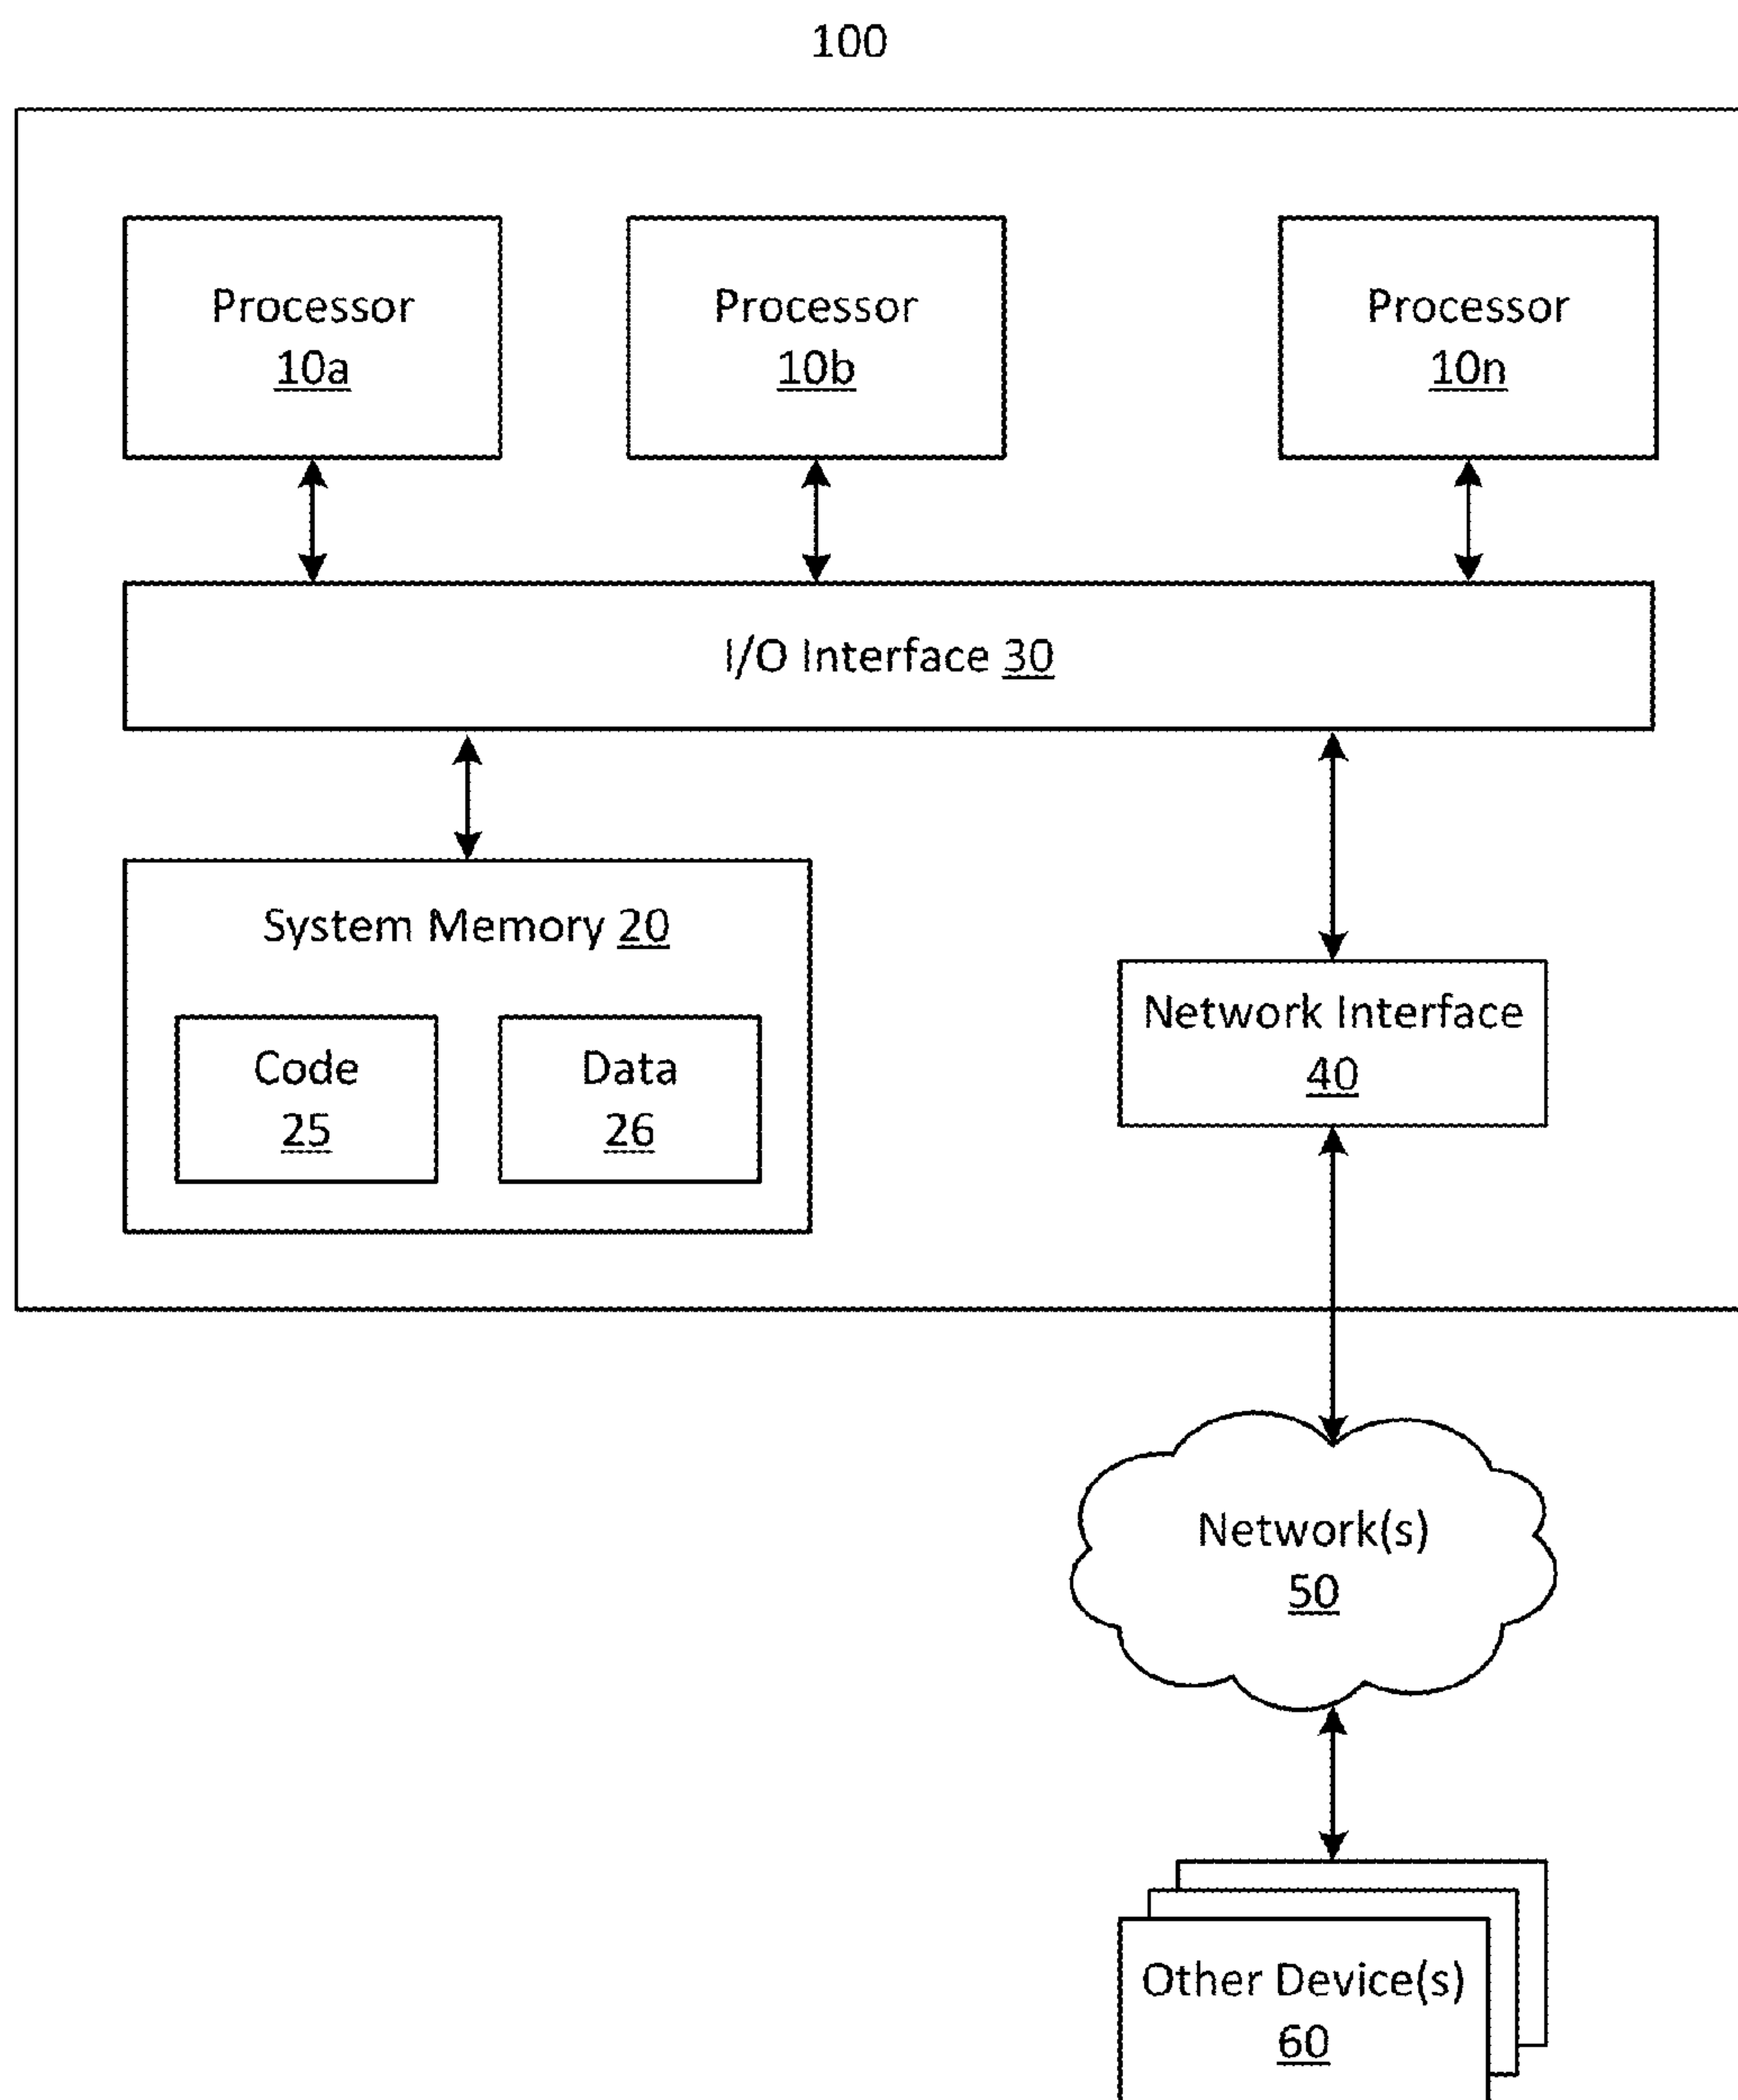 100
Processor
10a
Processor
10b
Processor
10n
I/O Interface 30
System Memory 20
Code
25
Data
26
Network Interface
40
Network(s)
50
Other Device(s)
60